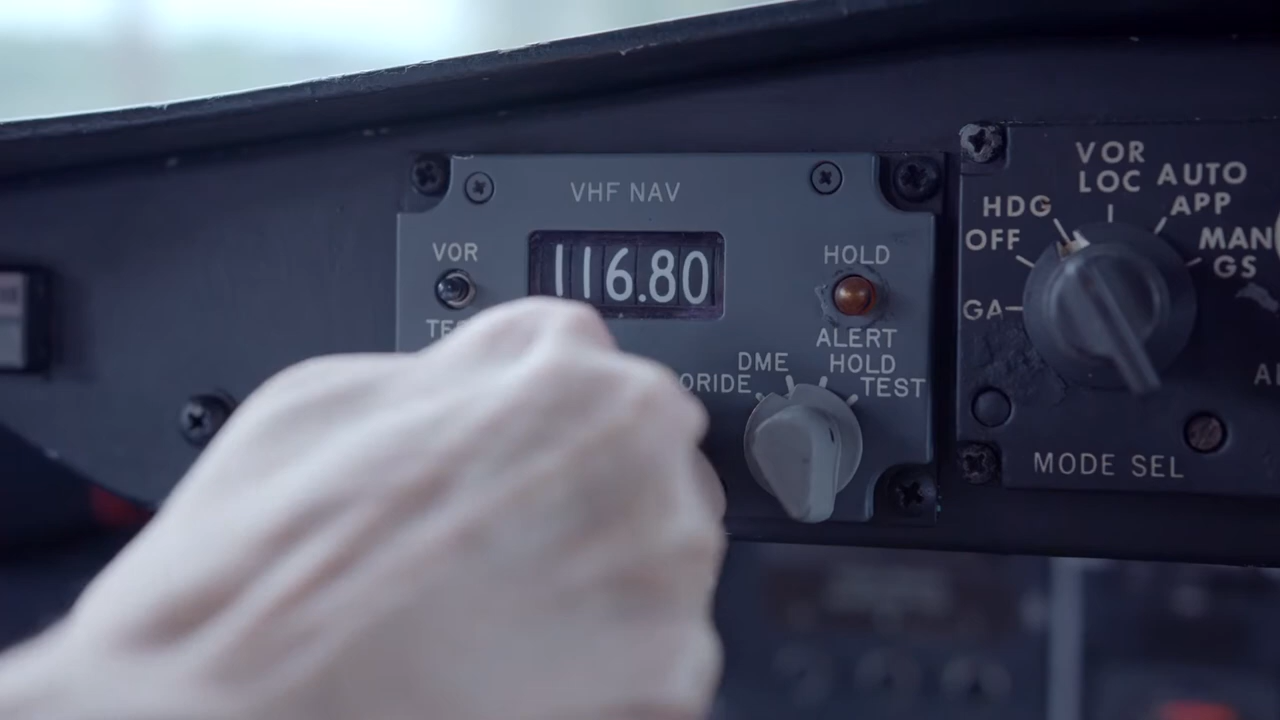 VHF NAV
VOR
116.80
HOLD
ALERT
DME
HOLD
ORIDE
TEST
VOR
LOC
AUTO
APP
HDG
OFF
MAN
GS
GA
MODE SEL